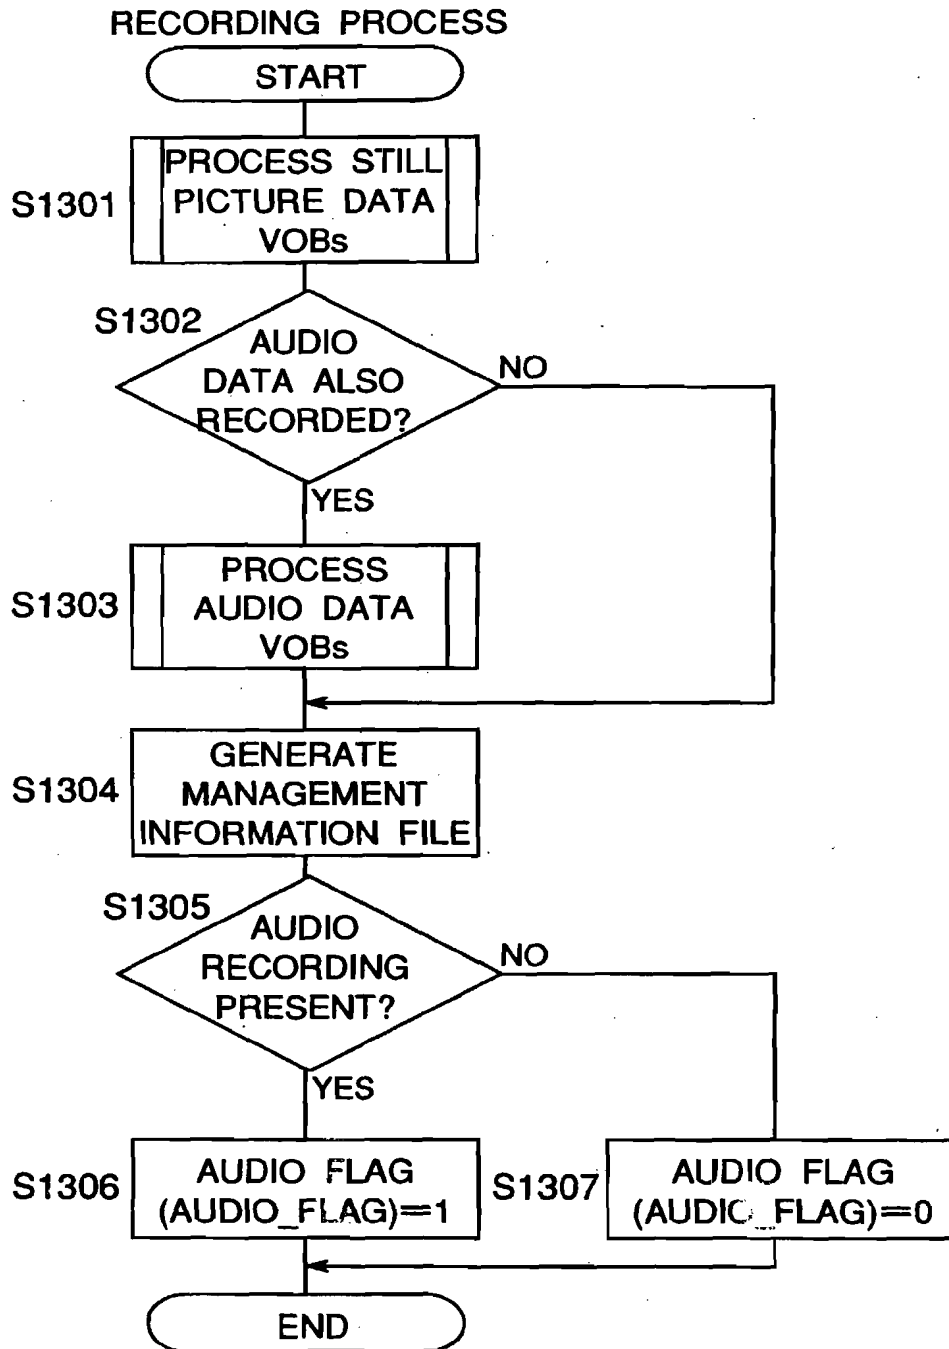 RECORDING PROCESS
START
S1301
PROCESS STILL
PICTURE DATA
VOBs
S1302
AUDIO
DATA ALSO
RECORDED?
NO
YES
S1303
PROCESS
AUDIO DATA
VOBs
S1304
GENERATE
MANAGEMENT
INFORMATION FILE
S1305
AUDIO
RECORDING
PRESENT?
NO
YES
S1306
AUDIO FLAG
(AUDIO_FLAG)=1
S1307
AUDIO FLAG
(AUDIO_FLAG)=0
END